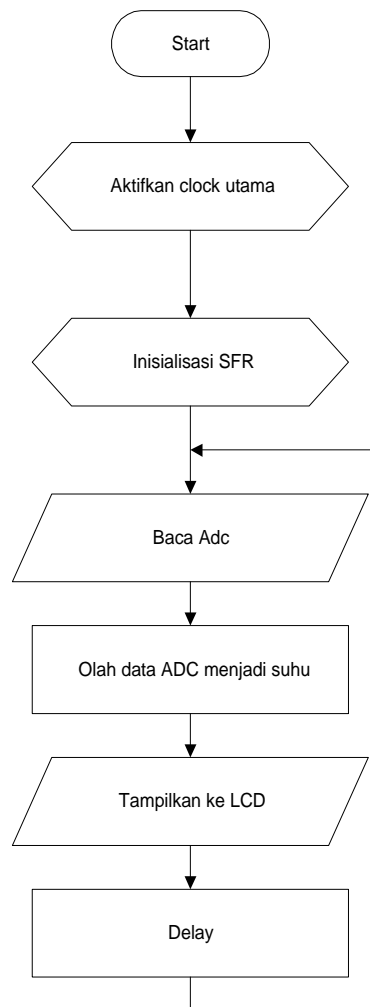 Start
Aktifkan clock utama
Inisialisasi SFR
Baca Adc
Olah data ADC menjadi suhu
Tampilkan ke LCD
Delay